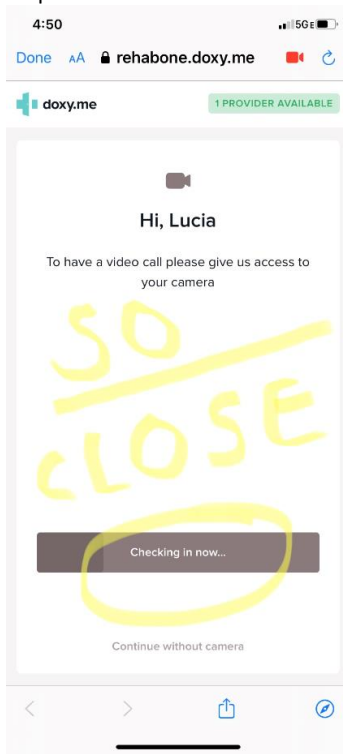 4:50 5GE
Done AA rehabone.doxy.me
doxy.me 1 PROVIDER AVAILABLE
Hi, Lucia
To have a video call please give us access to
your camera
SO
CLOSE
Checking in now...
Continue without camera